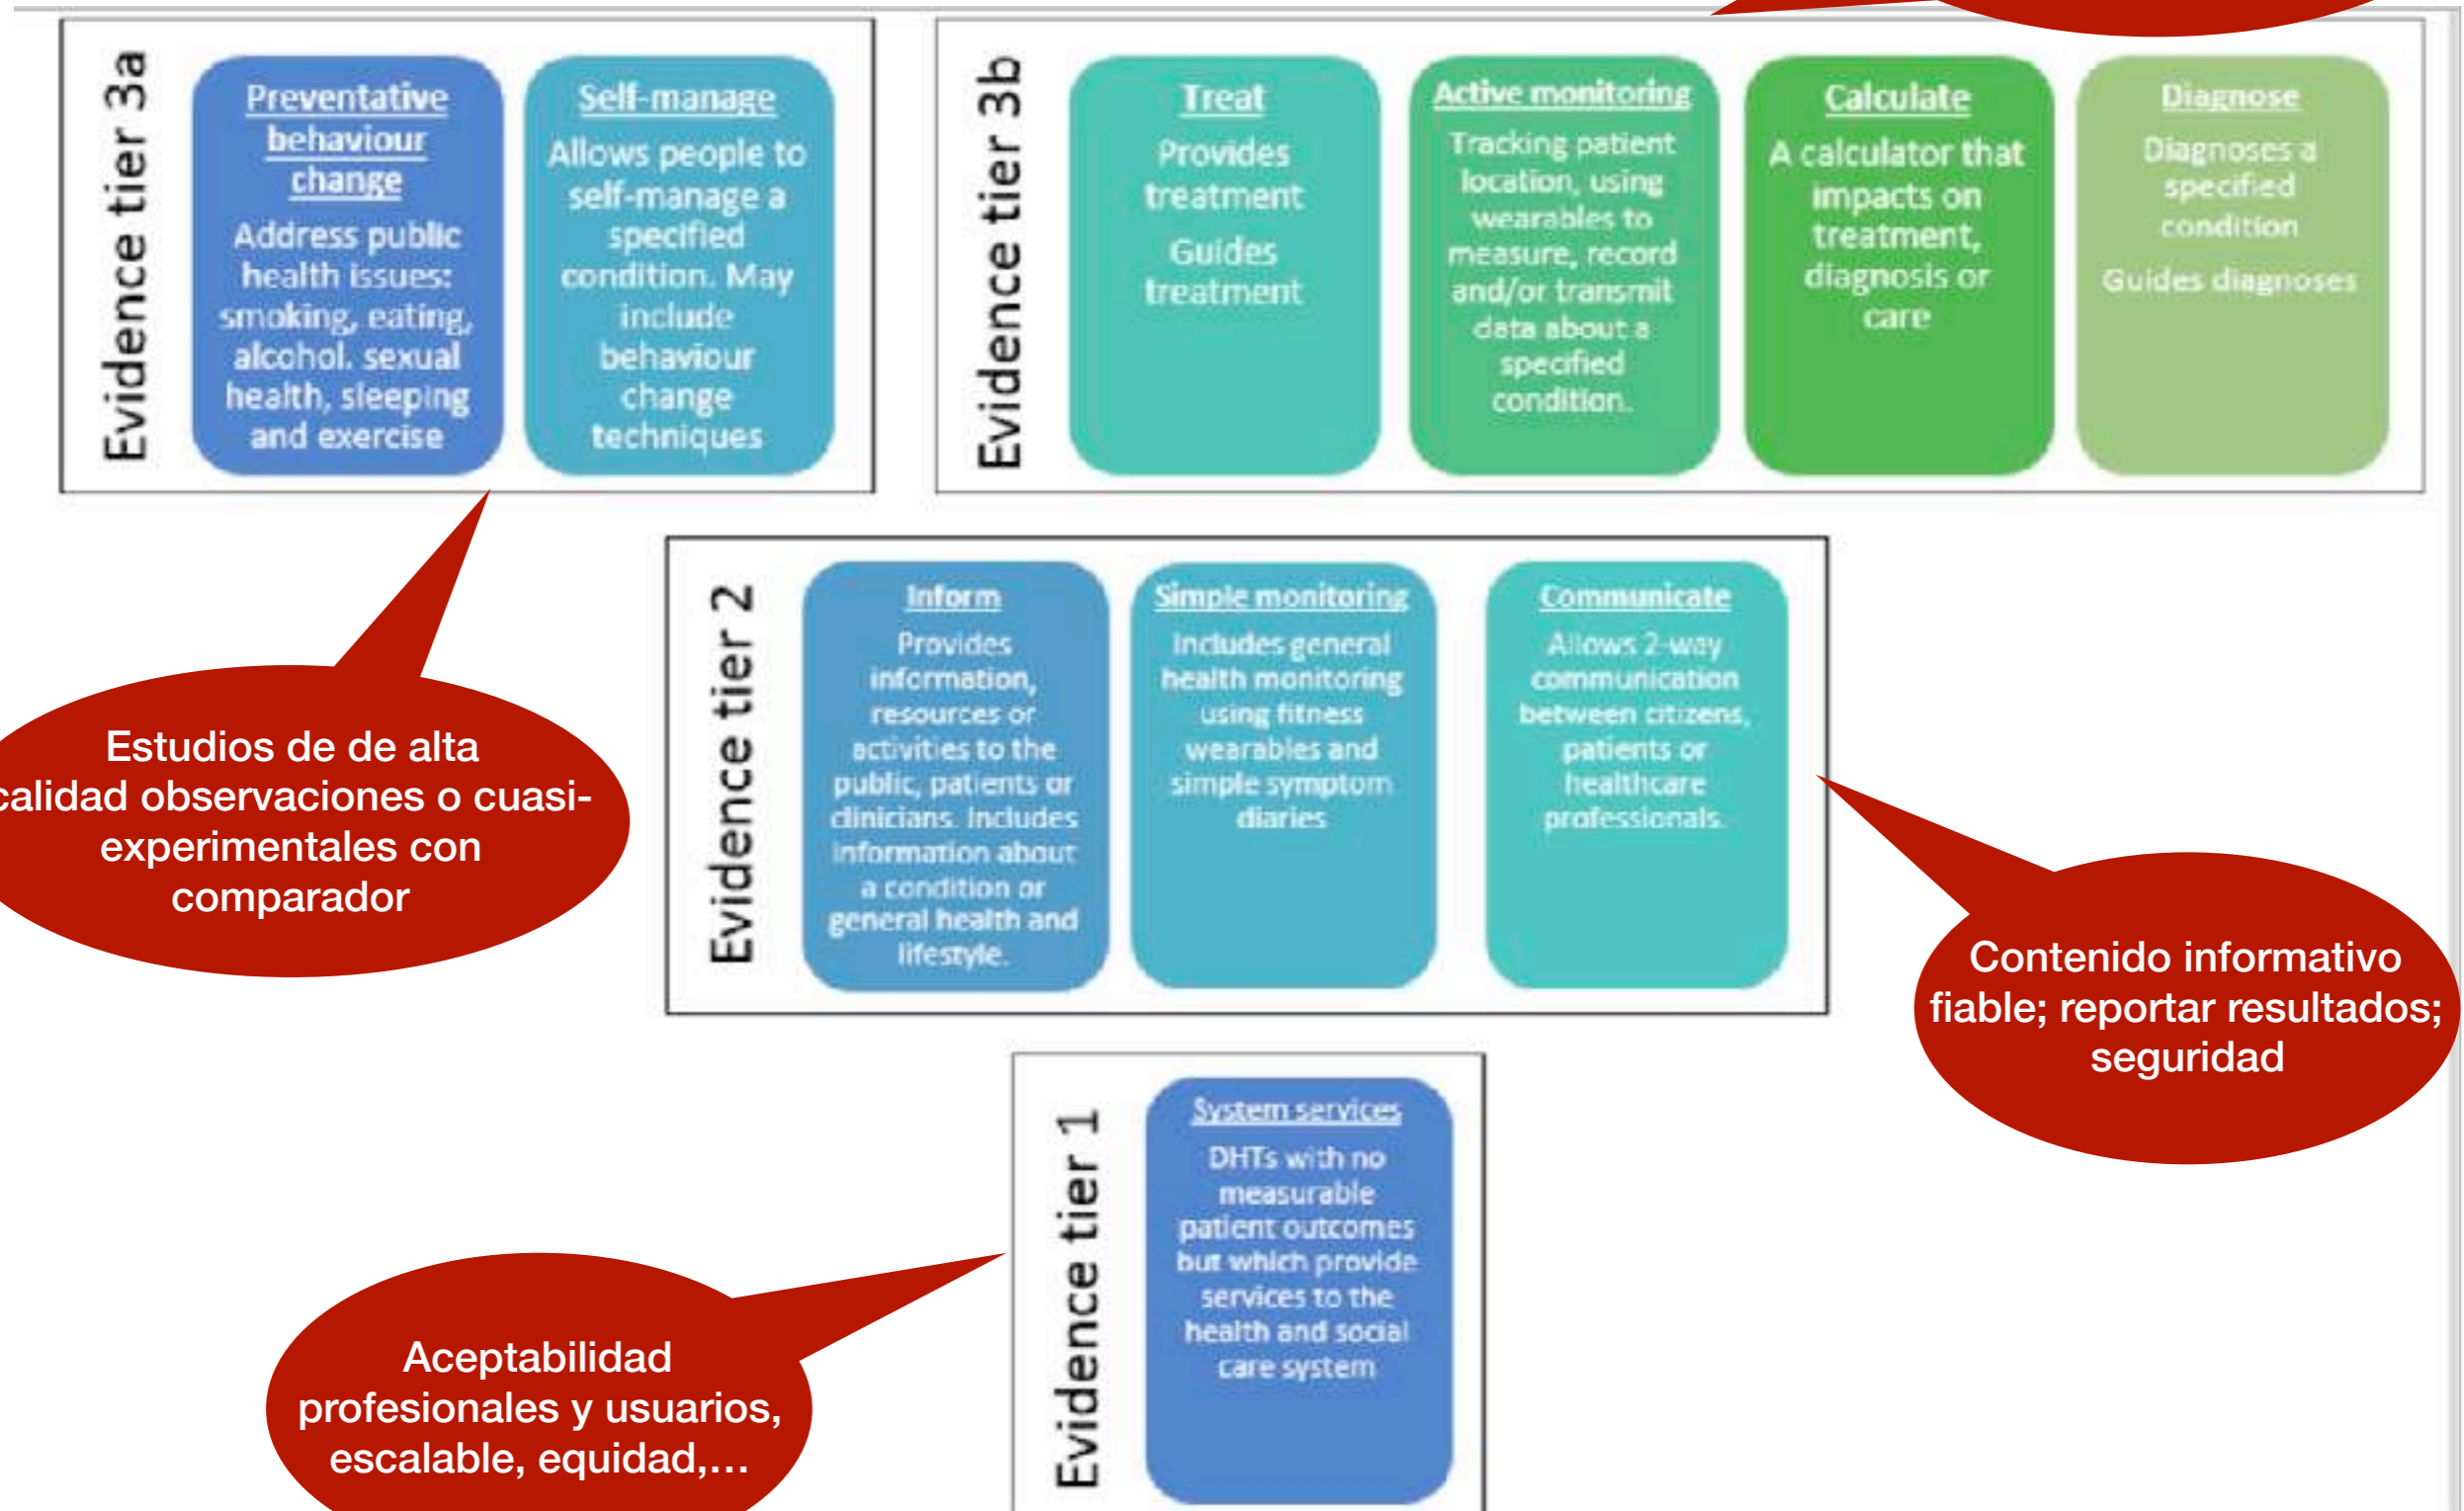 Evidence tier 3a
Preventative
behaviour
change
Address public
health issues:
smoking, eating,
alcohol. sexual
health, sleeping
and exercise
Self-manage
Allows people to
self-manage a
specified
condition. May
include
behaviour
change
techniques
Evidence tier 3b
Treat
Provides
treatment
Guides
treatment
Active monitoring
Tracking patient
location, using
wearables to
measure, record
and/or transmit
data about a
specified
condition.
Calculate
A calculator that
impacts on
treatment,
diagnosis or
care
Diagnose
Diagnoses a
specified
condition
Guides diagnoses
Estudios de de alta
calidad observaciones o cuasi-
experimentales con
comparador
Evidence tier 2
Inform
Provides
information,
resources or
activities to the
public, patients or
clinicians. Includes
information about
a condition or
general health and
lifestyle.
Simple monitoring
Includes general
health monitoring
using fitness
wearables and
simple symptom
diaries
Communicate
Allows 2-way
communication
between citizens,
patients or
healthcare
professionals.
Contenido informativo
fiable; reportar resultados;
seguridad
Evidence tier 1
System services
DHTs with no
measurable
patient outcomes
but which provide
services to the
health and social
care system
Aceptabilidad
profesionales y usuarios,
escalable, equidad,...